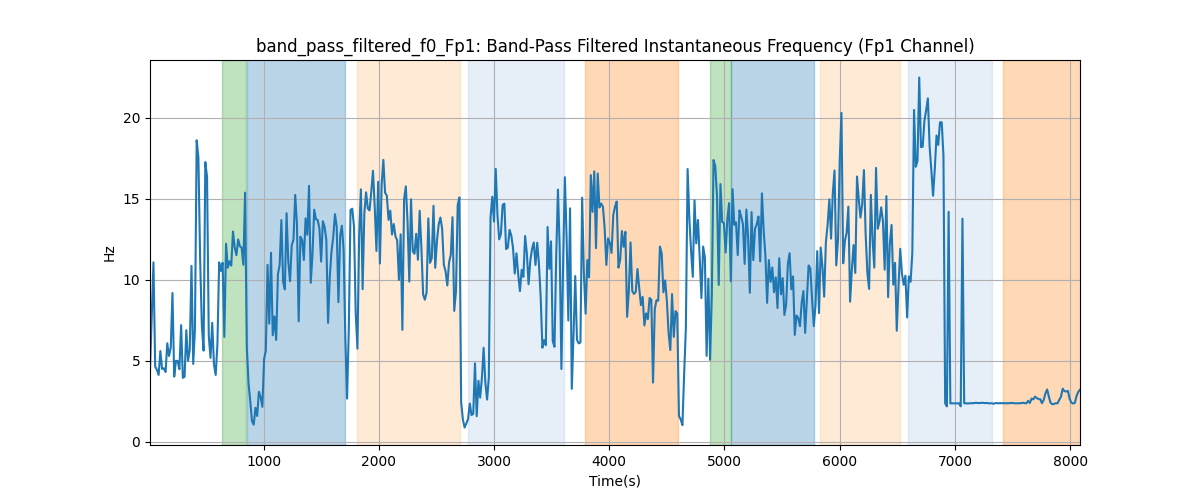 band_pass_filtered_f0_Fp1: Band-Pass Filtered Instantaneous Frequency (Fp1 Channel)
20
15
10
5
0
Hz
1000 2000 3000 4000 5000 6000 7000 8000
Time(s)